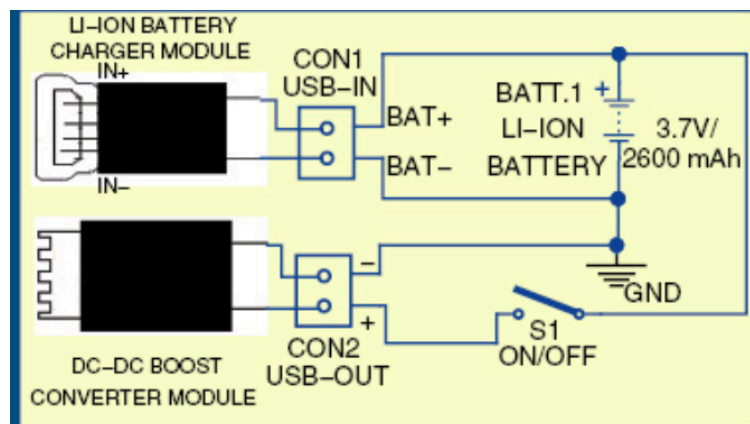 LI–ION BATTERY
CHARGER MODULE
IN+
IN–
CON1
USB–IN
BAT+
BAT–
BATT.1 +
LI–ION
BATTERY
3.7V/
2600 mAh
–
+
CON2
USB–OUT
S1
ON/OFF
GND
DC–DC BOOST
CONVERTER MODULE